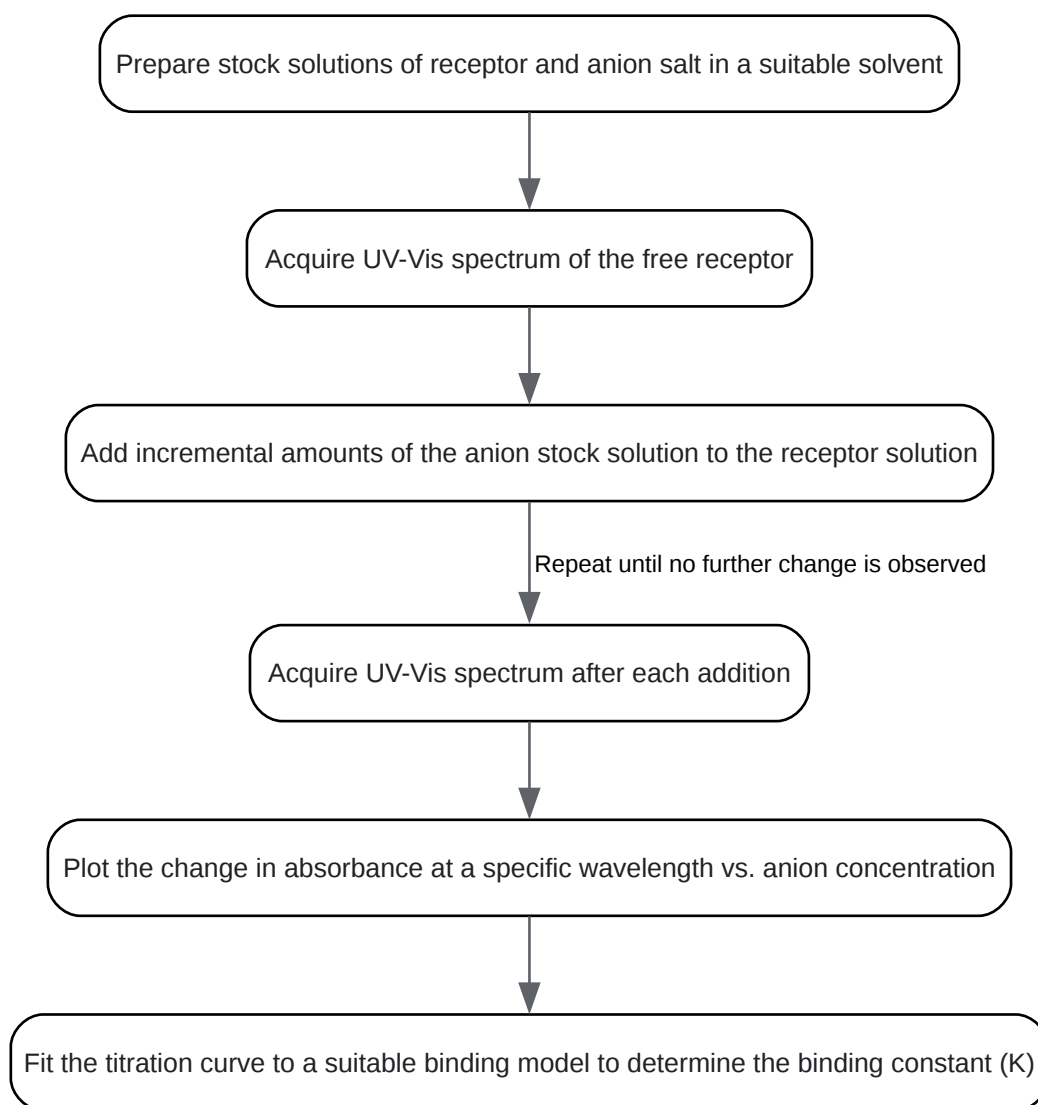 Prepare stock solutions of receptor and anion salt in a suitable solvent
Acquire UV-Vis spectrum of the free receptor
Add incremental amounts of the anion stock solution to the receptor solution
Repeat until no further change is observed
Acquire UV-Vis spectrum after each addition
Plot the change in absorbance at a specific wavelength vs. anion concentration
Fit the titration curve to a suitable binding model to determine the binding constant (K)